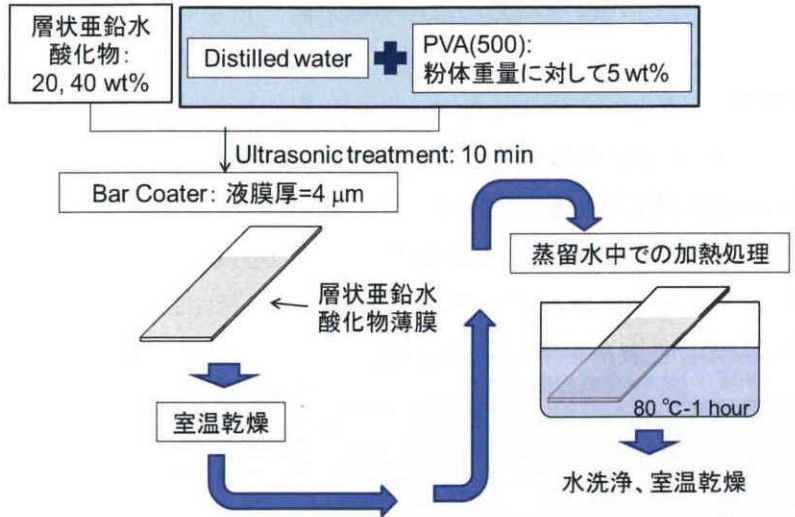 層状亜鉛水
酸化物:
20, 40 wt%
Distilled water
PVA(500):
粉体重量に対して5 wt%
Ultrasonic treatment: 10 min
Bar Coater: 液膜厚=4 μm
層状亜鉛水
酸化物薄膜
室温乾燥
蒸留水中での加熱処理
80 ℃-1 hour
水洗浄、室温乾燥